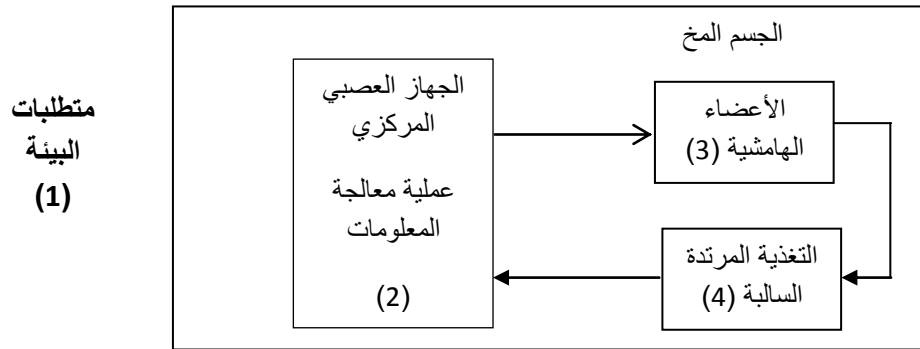 الجسم المخ
متطلبات
البيئة
(1)
الجهاز العصبي
المركزي
عملية معالجة
المعلومات
(2)
الأعضاء
الهامشية (3)
التغذية المرتدة
السالبة (4)